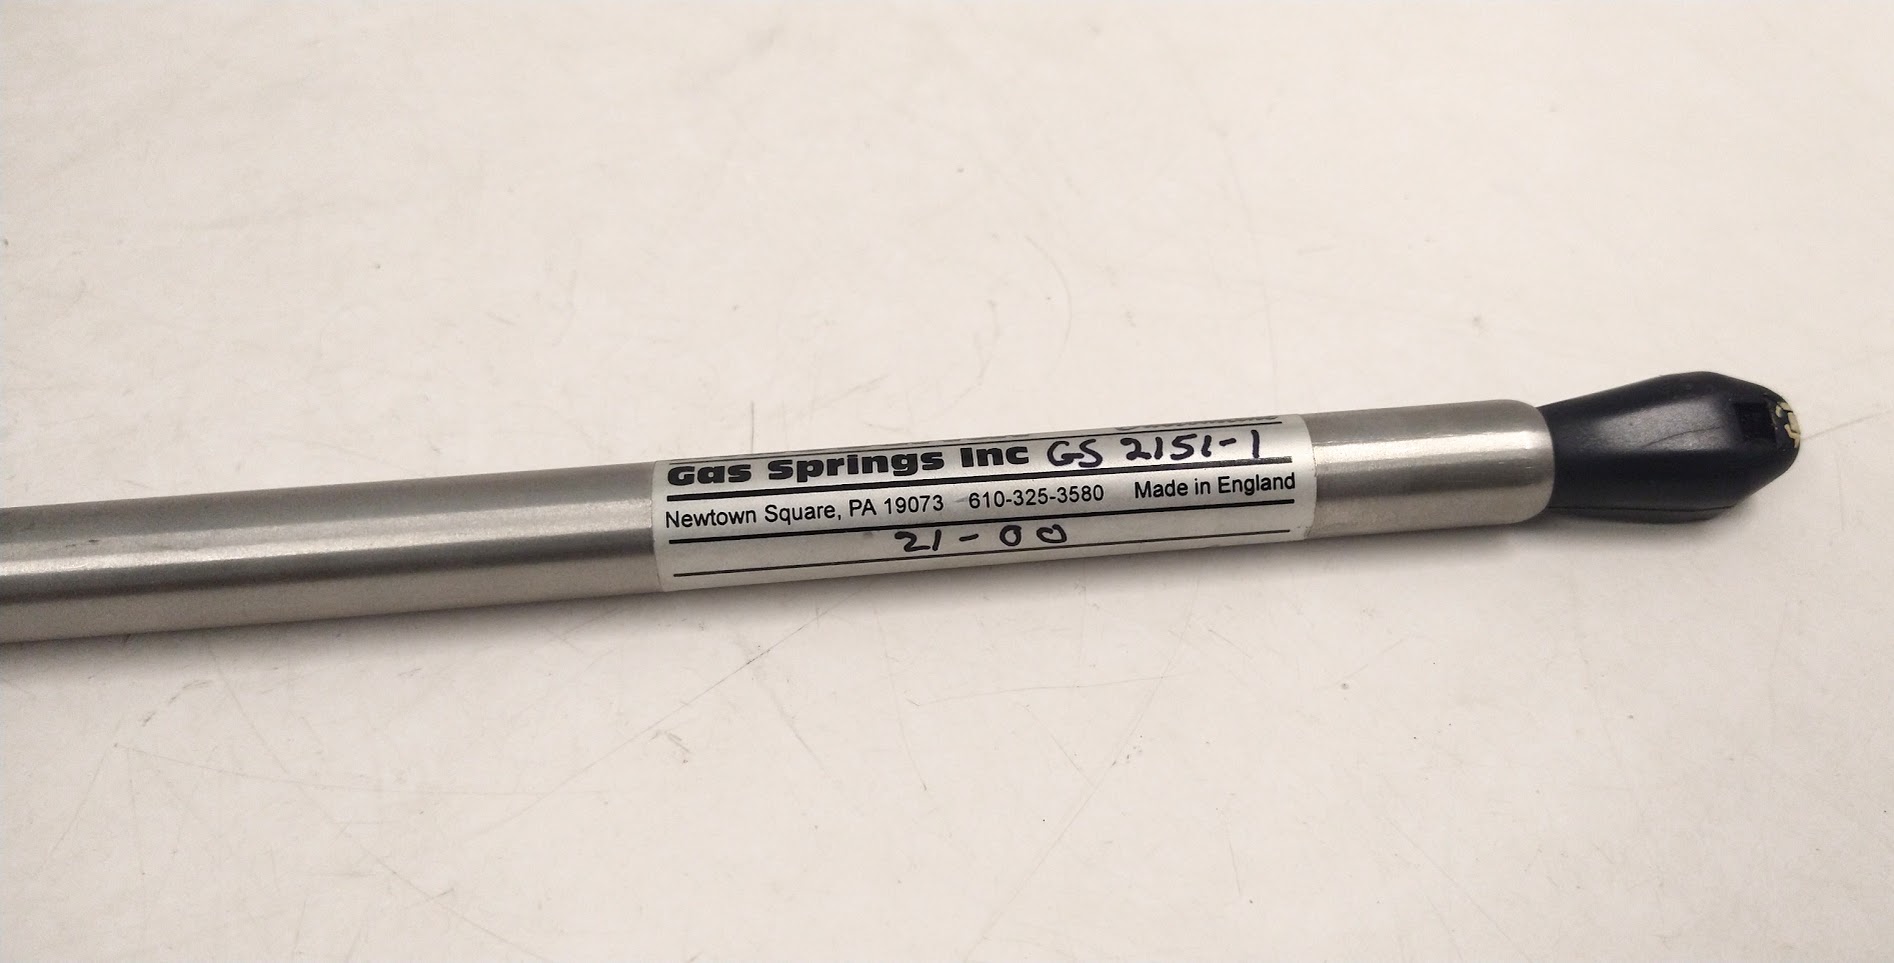 Gas Springs Inc GS 2151-1
Newtown Square, PA 19073 610-325-3580 Made in England
21-00